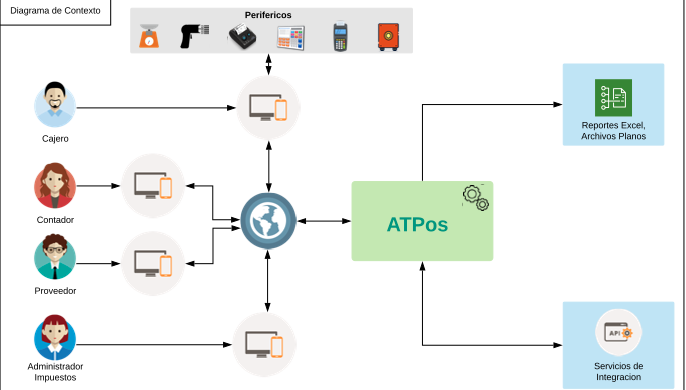 Diagrama de Contexto
Perifericos
Cajero
Contador
Proveedor
Administrador
Impuestos
ATPos
Reportes Excel,
Archivos Planos
API
Servicios de
Integracion